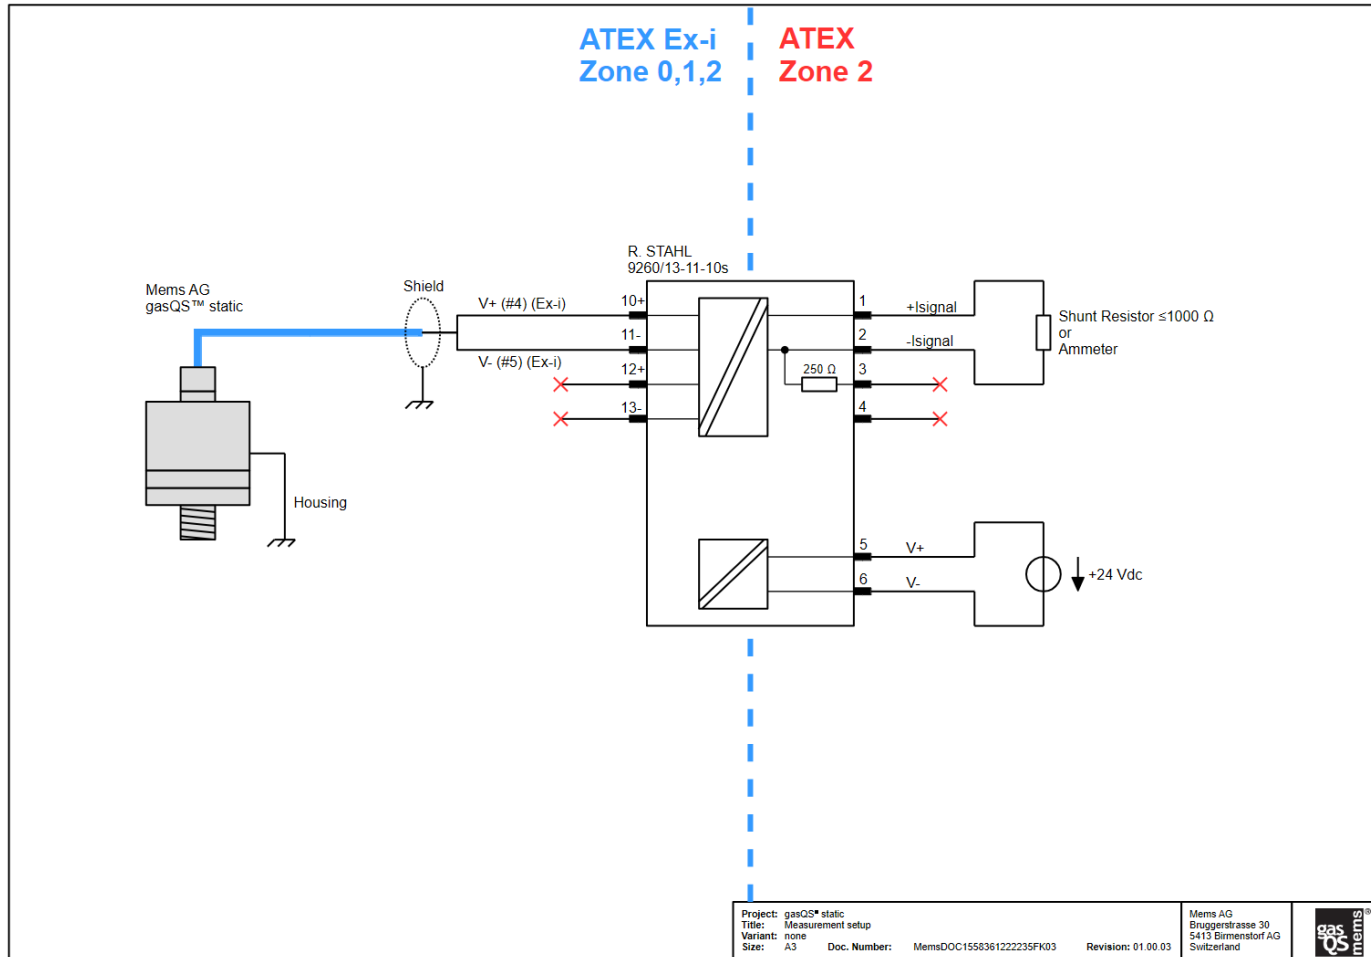 ATEX Ex-i
Zone 0,1,2
ATEX
Zone 2
R. STAHL
9260/13-11-10s
Mems AG
gasQS™ static
Shield
V+ (#4) (Ex-i)
V- (#5) (Ex-i)
10+
11-
12+
13-
1
2
3
4
+Isignal
-Isignal
250 Ω
Shunt Resistor ≤1000 Ω
or
Ammeter
Housing
5
6
V+
V-
+24 Vdc
Project: gasQS■ static
Title: Measurement setup
Variant: none
Size: A3 Doc. Number: MemsDOC1558361222235FK03 Revision: 01.00.03
Mems AG
Bruggerstrasse 30
5413 Birmenstorf AG
Switzerland
gas
QS
mems®